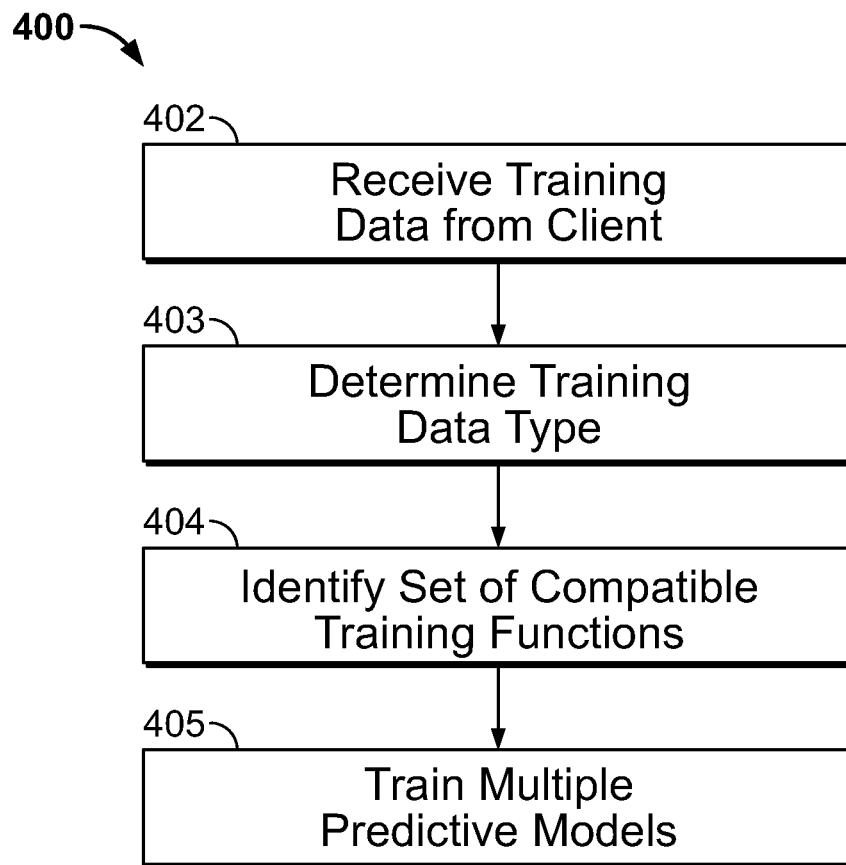 400
402
Receive Training
Data from Client
403
Determine Training
Data Type
404
Identify Set of Compatible
Training Functions
405
Train Multiple
Predictive Models